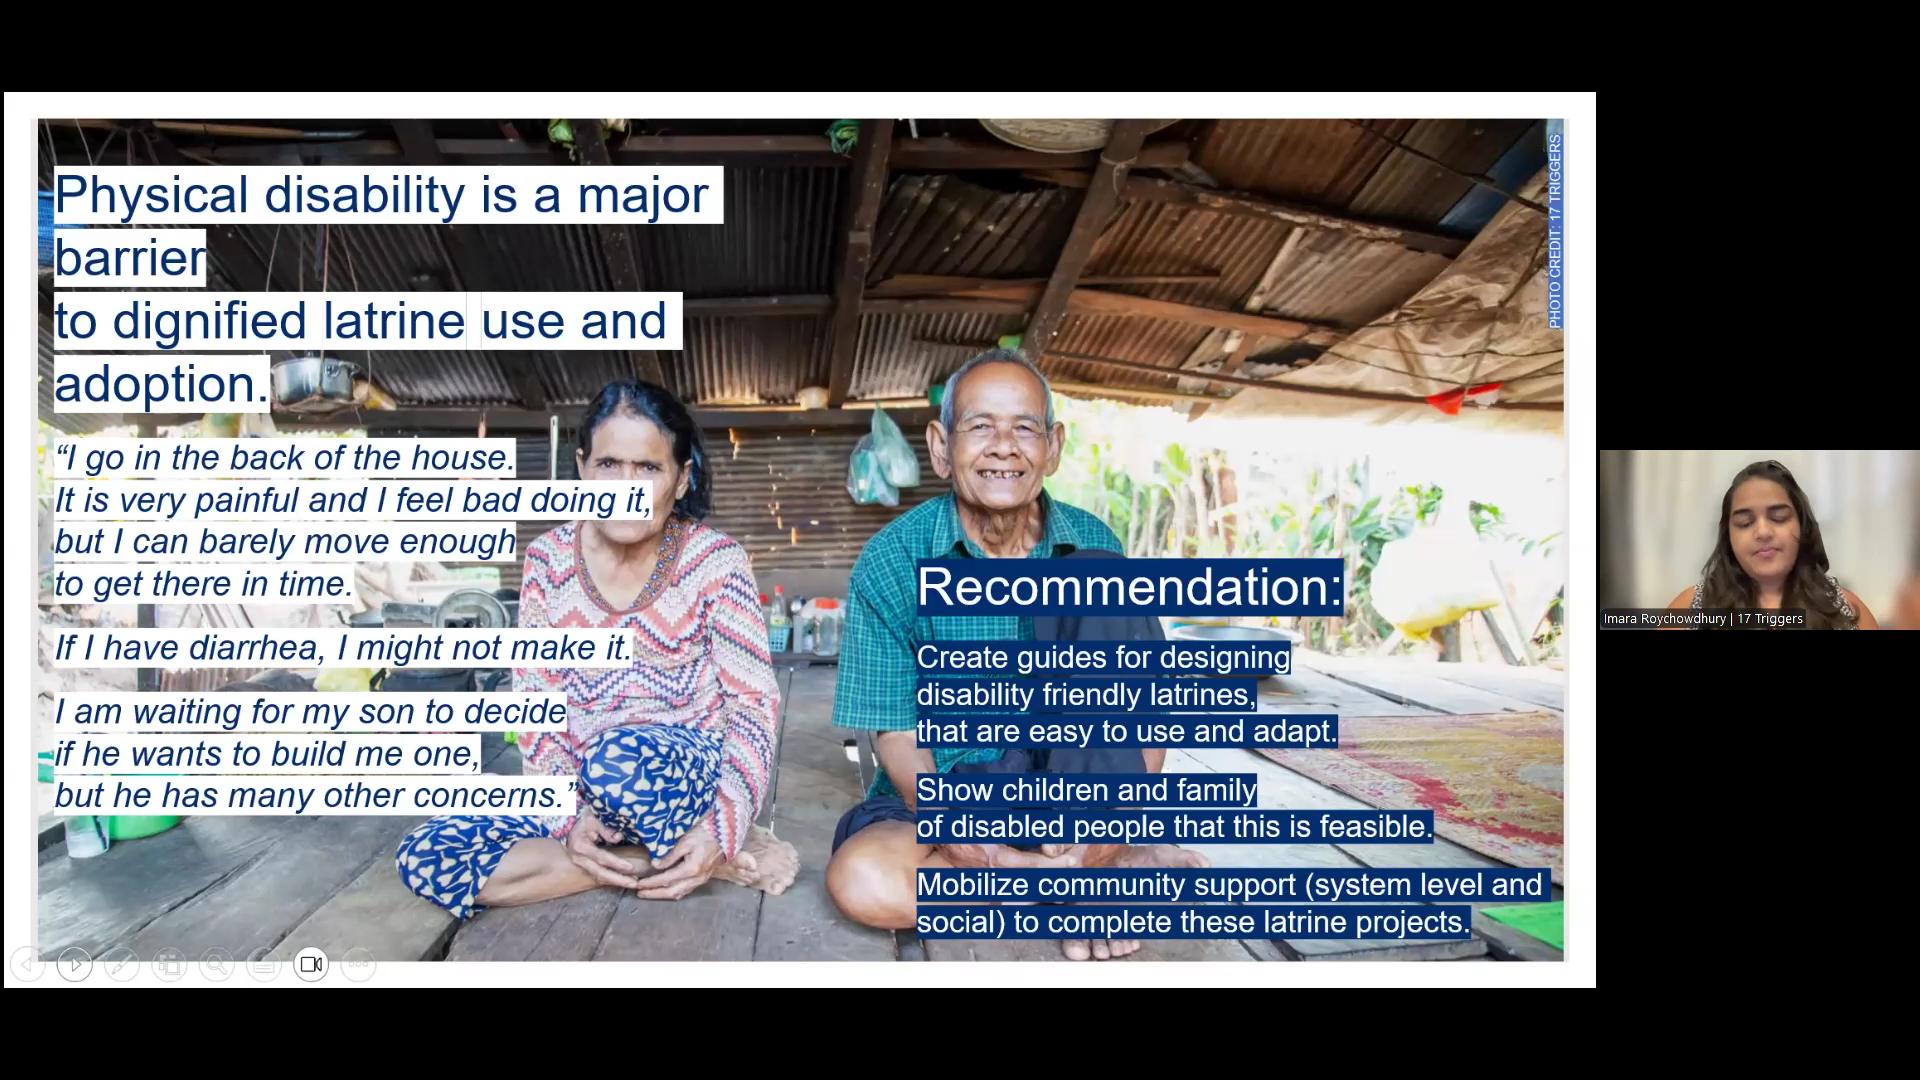 Physical disability is a major
barrier
to dignified latrine use and
adoption.
“I go in the back of the house.
It is very painful and I feel bad doing it,
but I can barely move enough
to get there in time.
If I have diarrhea, I might not make it.
I am waiting for my son to decide
if he wants to build me one,
but he has many other concerns.”
Recommendation:
Create guides for designing
disability friendly latrines,
that are easy to use and adapt.
Show children and family
of disabled people that this is feasible.
Mobilize community support (system level and
social) to complete these latrine projects.
PHOTO CREDIT: 17 TRIGGERS
Imara Roychowdhury | 17 Triggers